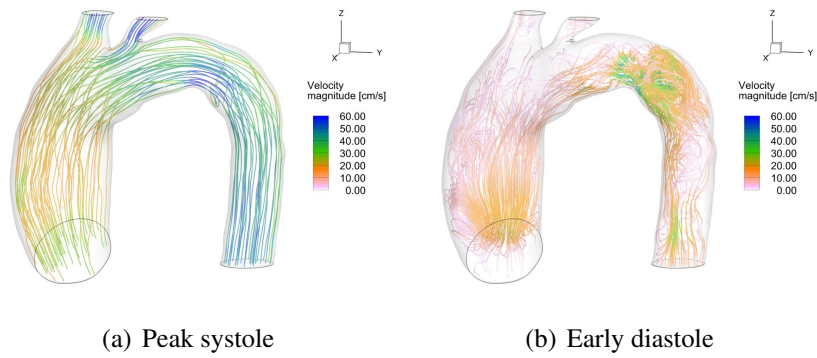 Z
X
Y
Velocity
magnitude [cm/s]
60.00
50.00
40.00
30.00
20.00
10.00
0.00
(a) Peak systole
Z
X
Y
Velocity
magnitude [cm/s]
60.00
50.00
40.00
30.00
20.00
10.00
0.00
(b) Early diastole